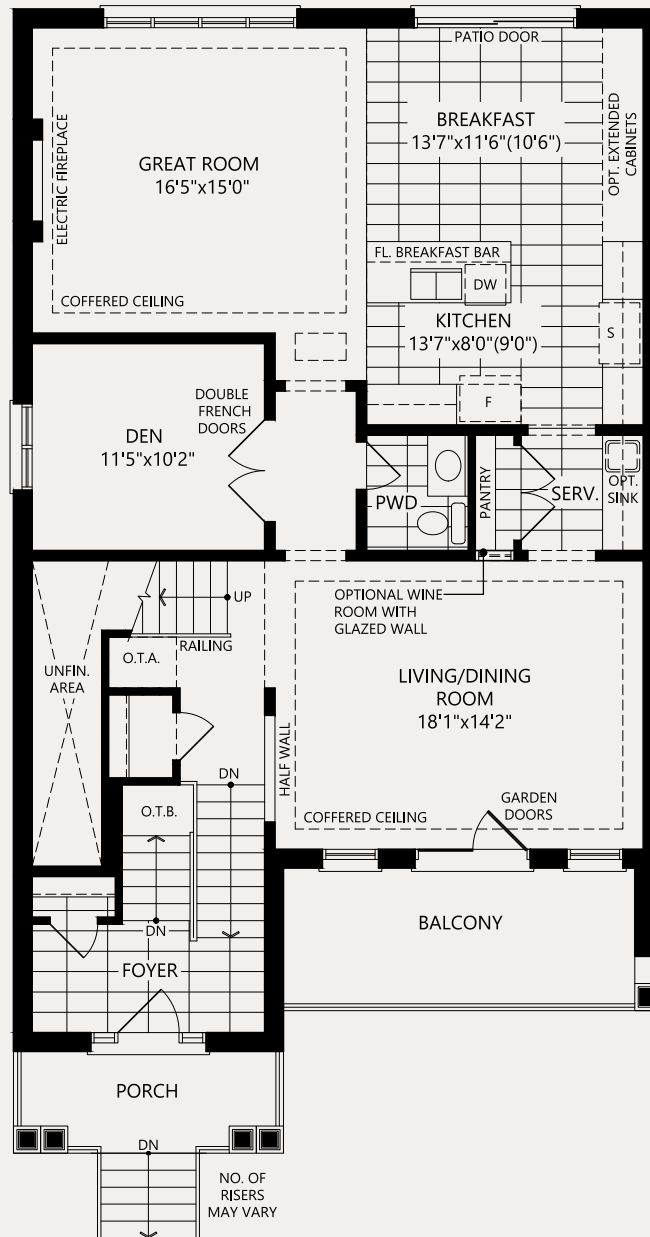 PATIO DOOR
BREAKFAST
13'7"x11'6"(10'6")
OPT. EXTENDED
CABINETS
GREAT ROOM
16'5"x15'0"
ELECTRIC FIREPLACE
COFFERED CEILING
FL. BREAKFAST BAR
DW
KITCHEN
13'7"x8'0"(9'0")
S
F
DOUBLE
FRENCH
DOORS
DEN
11'5"x10'2"
PWD
PANTRY
SERV.
OPT.
SINK
UP
RAILING
OPTIONAL WINE
ROOM WITH
GLAZED WALL
O.T.A.
UNFIN.
AREA
LIVING/DINING
ROOM
18'1"x14'2"
HALF WALL
DN
O.T.B.
COFFERED CEILING
GARDEN
DOORS
DN
BALCONY
FOYER
PORCH
DN
NO. OF
RISERS
MAY VARY